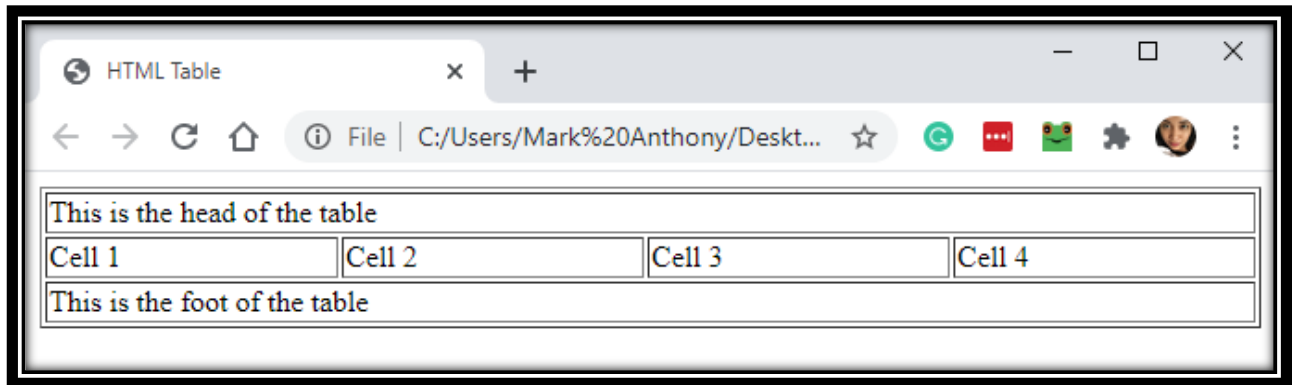 HTML Table
File C:/Users/Mark%20Anthony/Deskt...
This is the head of the table
Cell 1 Cell 2 Cell 3 Cell 4
This is the foot of the table